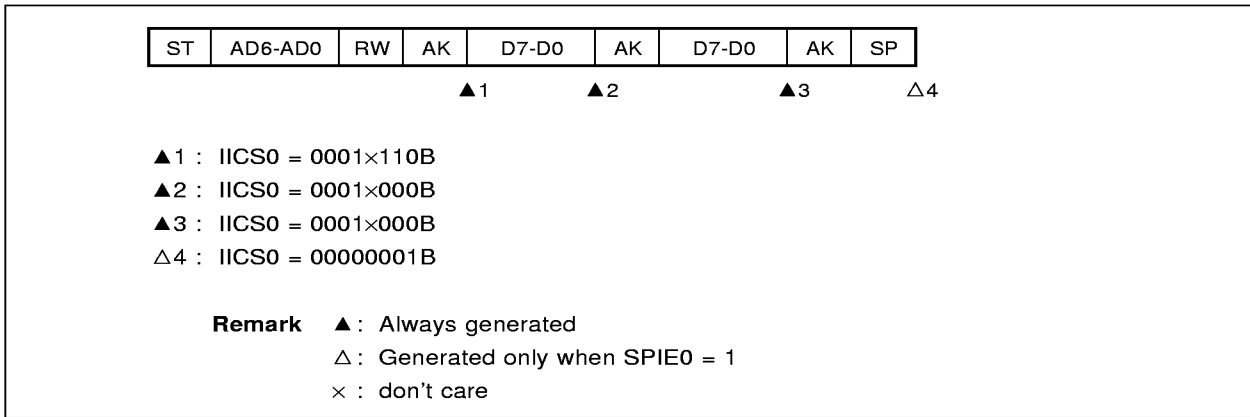 ST AD6-AD0 RW AK D7-D0 AK D7-D0 AK SP
▲1 ▲2 ▲3 △4
▲1 : IICS0 = 0001×110B
▲2 : IICS0 = 0001×000B
▲3 : IICS0 = 0001×000B
△4 : IICS0 = 00000001B
Remark ▲ : Always generated
△ : Generated only when SPIE0 = 1
× : don't care